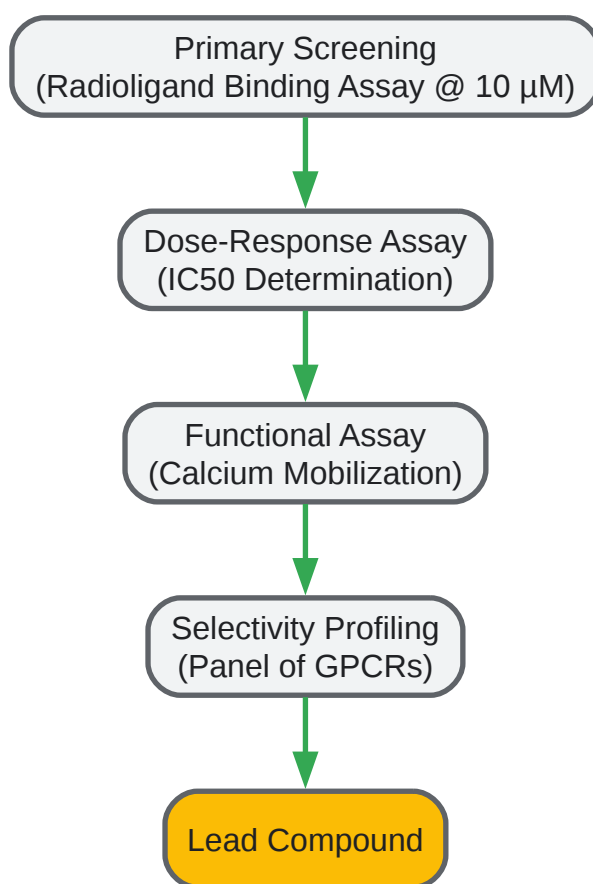 Primary Screening
(Radioligand Binding Assay @ 10 µM)
Dose-Response Assay
(IC50 Determination)
Functional Assay
(Calcium Mobilization)
Selectivity Profiling
(Panel of GPCRs)
Lead Compound